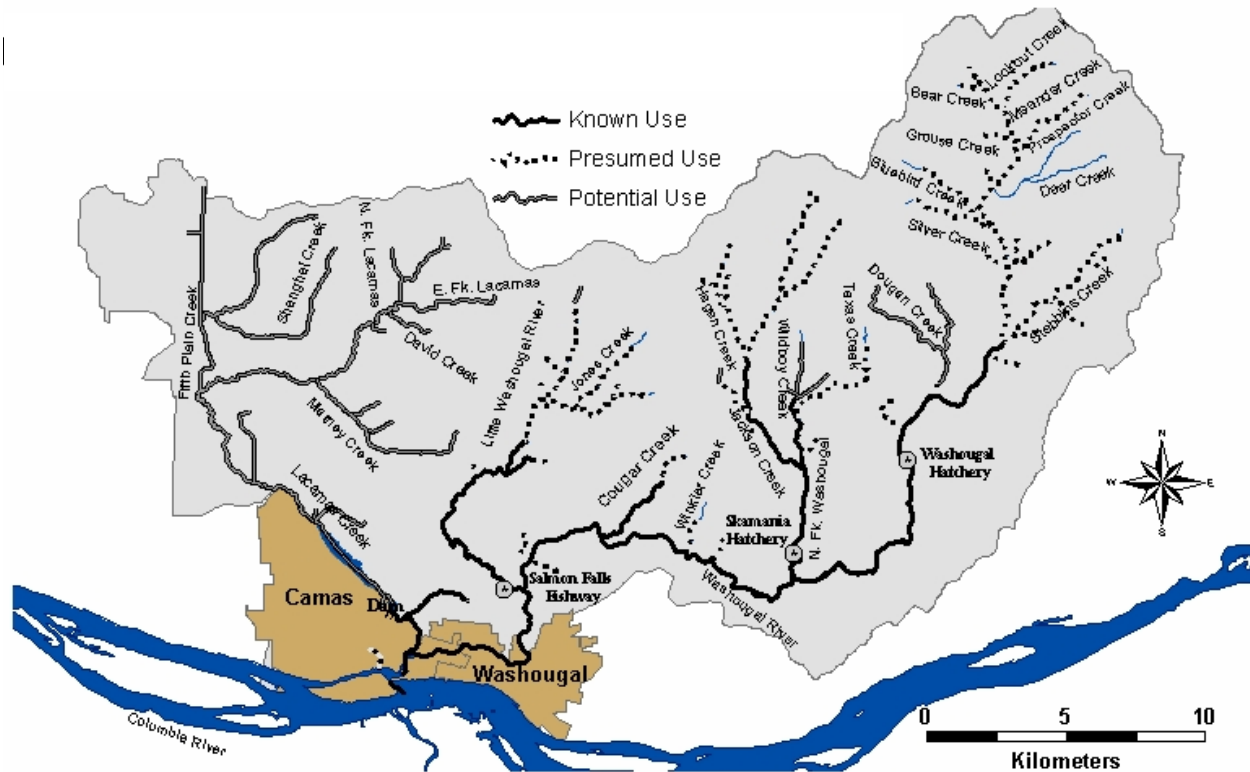 Known Use
Presumed Use
Potential Use
Lookout Creek
Bear Creek
Meander Creek
Prospector Creek
Grouse Creek
Bluebird Creek
Deer Creek
Silver Creek
Stebbins Creek
Dougan Creek
Texas Creek
Wildboy Creek
Hagen Creek
Jackson Creek
N. Fk. Washougal
Washougal
Hatchery
Skamania
Hatchery
Winkler Creek
Cougar Creek
Jones Creek
Little Washougal River
E. Fk. Lacamas
N. Fk. Lacamas
David Creek
Shanghai Creek
Fifth Plain Creek
Matney Creek
Lacamas Creek
Salmon Falls
Fishway
Washougal River
Dam
Camas
Washougal
Columbia River
N
W
E
S
0 5 10
Kilometers